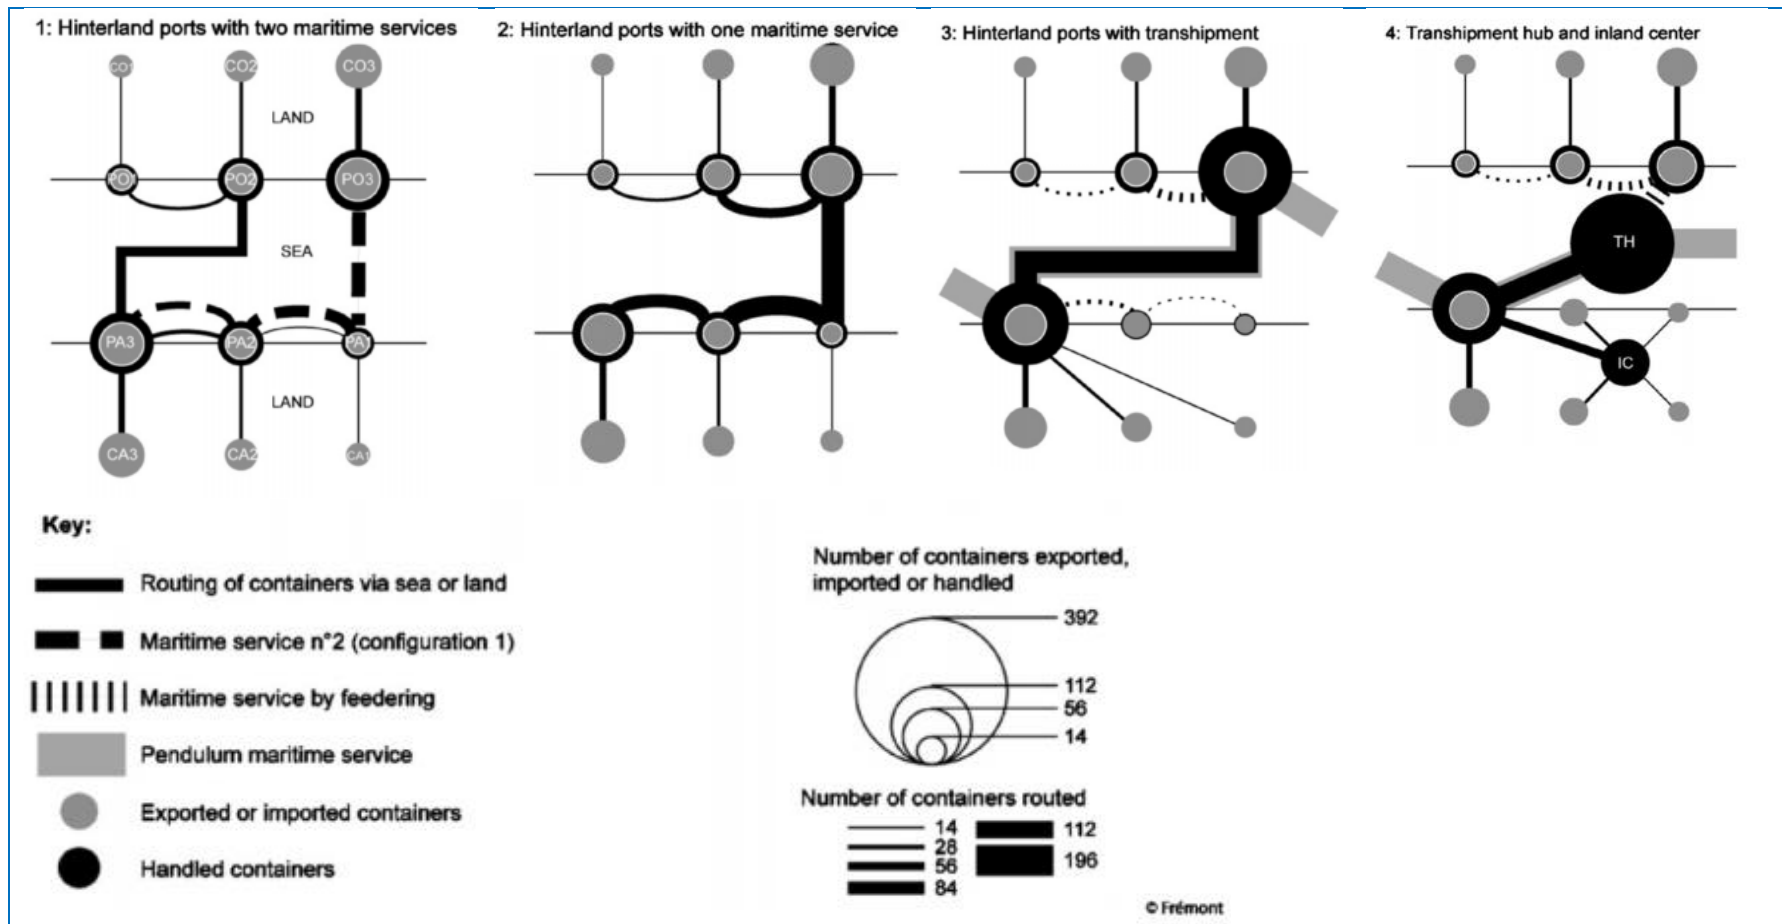 1: Hinterland ports with two maritime services
2: Hinterland ports with one maritime service
3: Hinterland ports with transhipment
4: Transhipment hub and inland center
CO1
CO2
CO3
LAND
PO1
PO2
PO3
SEA
PA3
PA2
PA1
LAND
CA3
CA2
CA1
TH
IC
Key:
Routing of containers via sea or land
Maritime service n°2 (configuration 1)
Maritime service by feedering
Pendulum maritime service
Exported or imported containers
Handled containers
Number of containers exported,
imported or handled
392
112
56
14
Number of containers routed
14
28
56
84
112
196
© Frémont